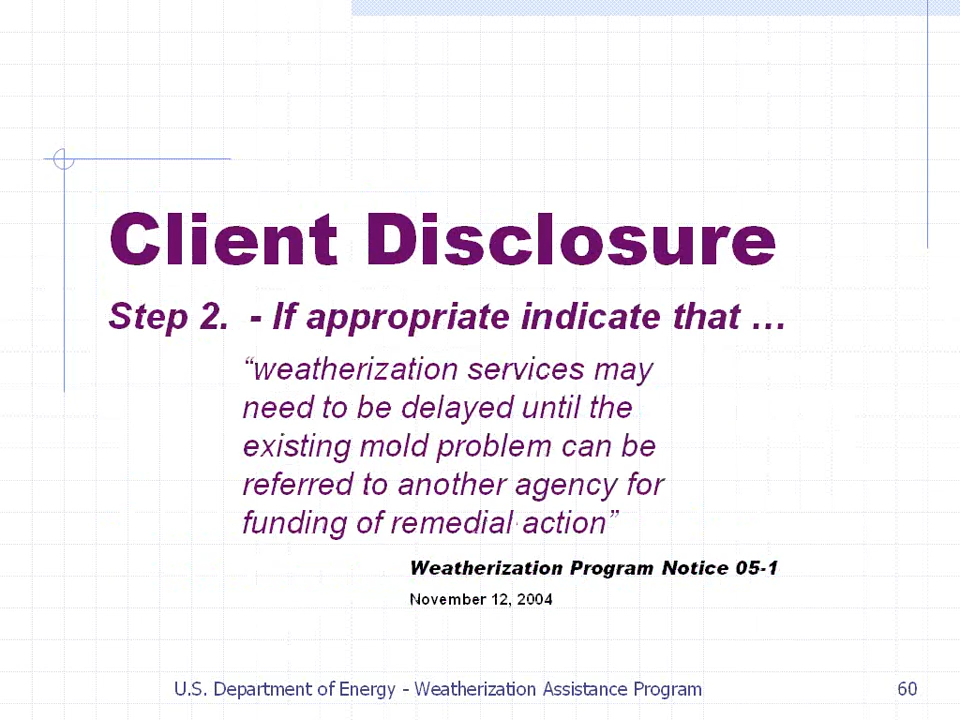 Client Disclosure
Step 2.  - If appropriate indicate that …
“weatherization services may
need to be delayed until the
existing mold problem can be
referred to another agency for
funding of remedial action”
Weatherization Program Notice 05-1
November 12, 2004
U.S. Department of Energy - Weatherization Assistance Program
60